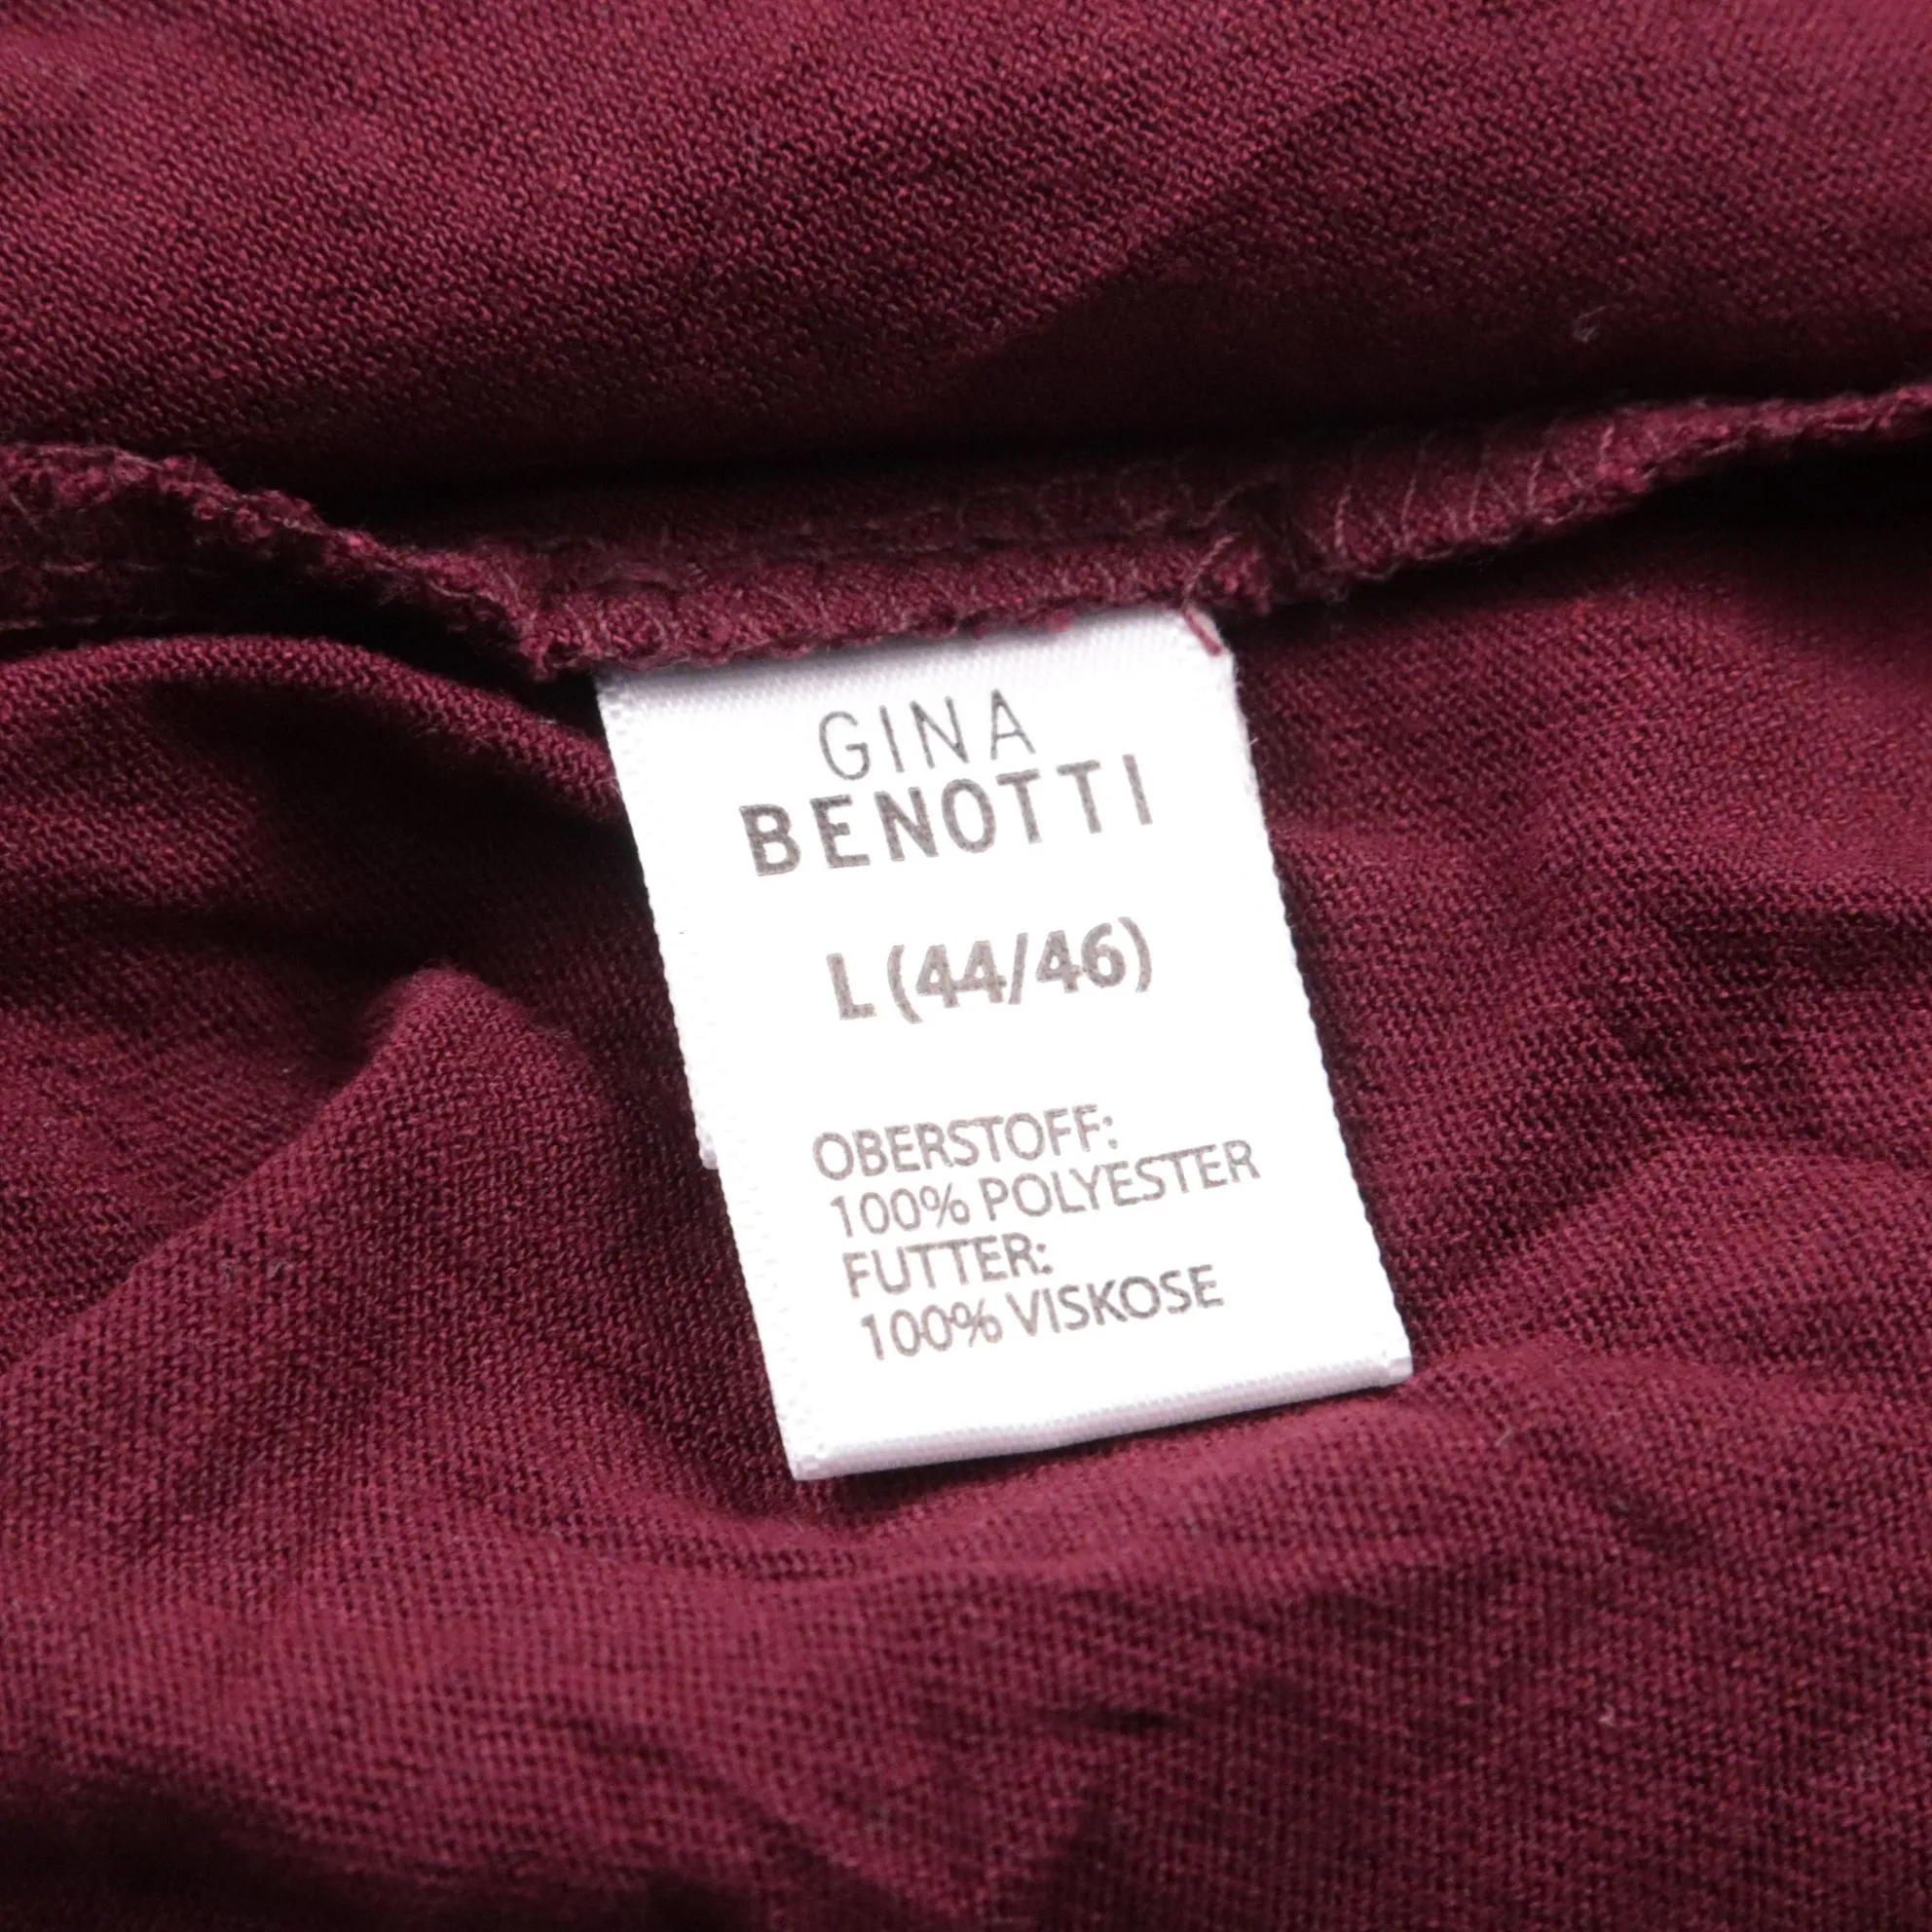 GINA
BENOTTI
L (44/46)
OBERSTOFF:
100% POLYESTER
FUTTER:
100% VISKOSE